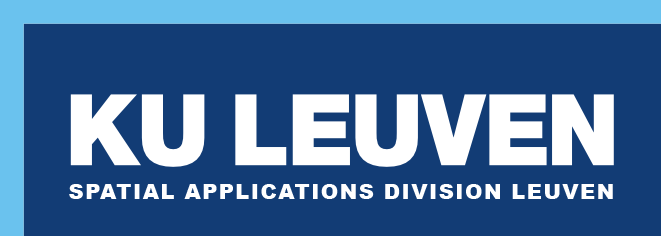 KU LEUVEN
SPATIAL APPLICATIONS DIVISION LEUVEN